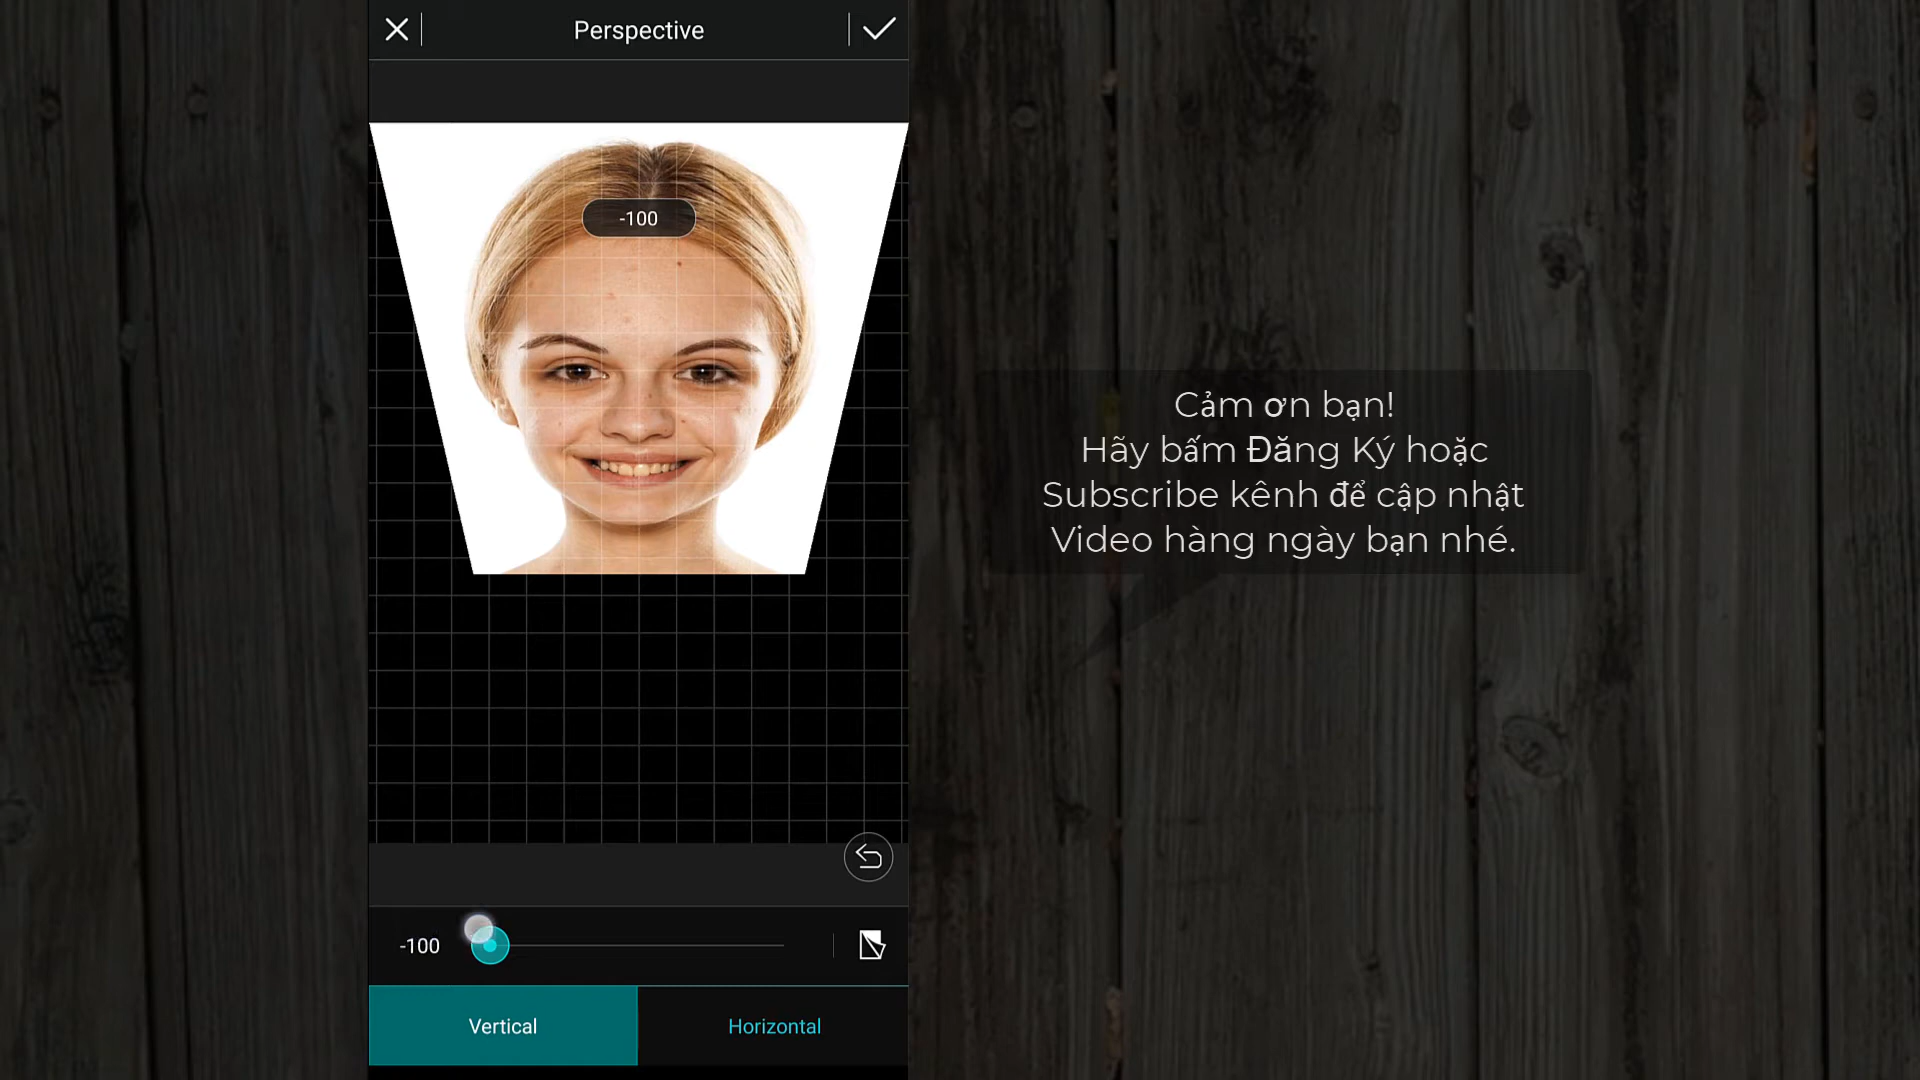 Perspective
-100
-100
Vertical
Horizontal
Cảm ơn bạn!
Hãy bấm Đăng Ký hoặc
Subscribe kênh để cập nhật
Video hàng ngày bạn nhé.